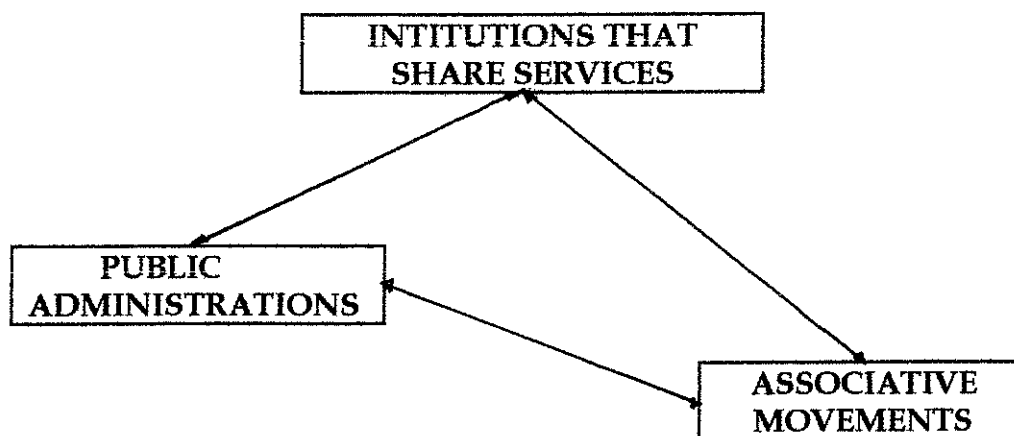 INTITUTIONS THAT
SHARE SERVICES
PUBLIC
ADMINISTRATIONS
ASSOCIATIVE
MOVEMENTS